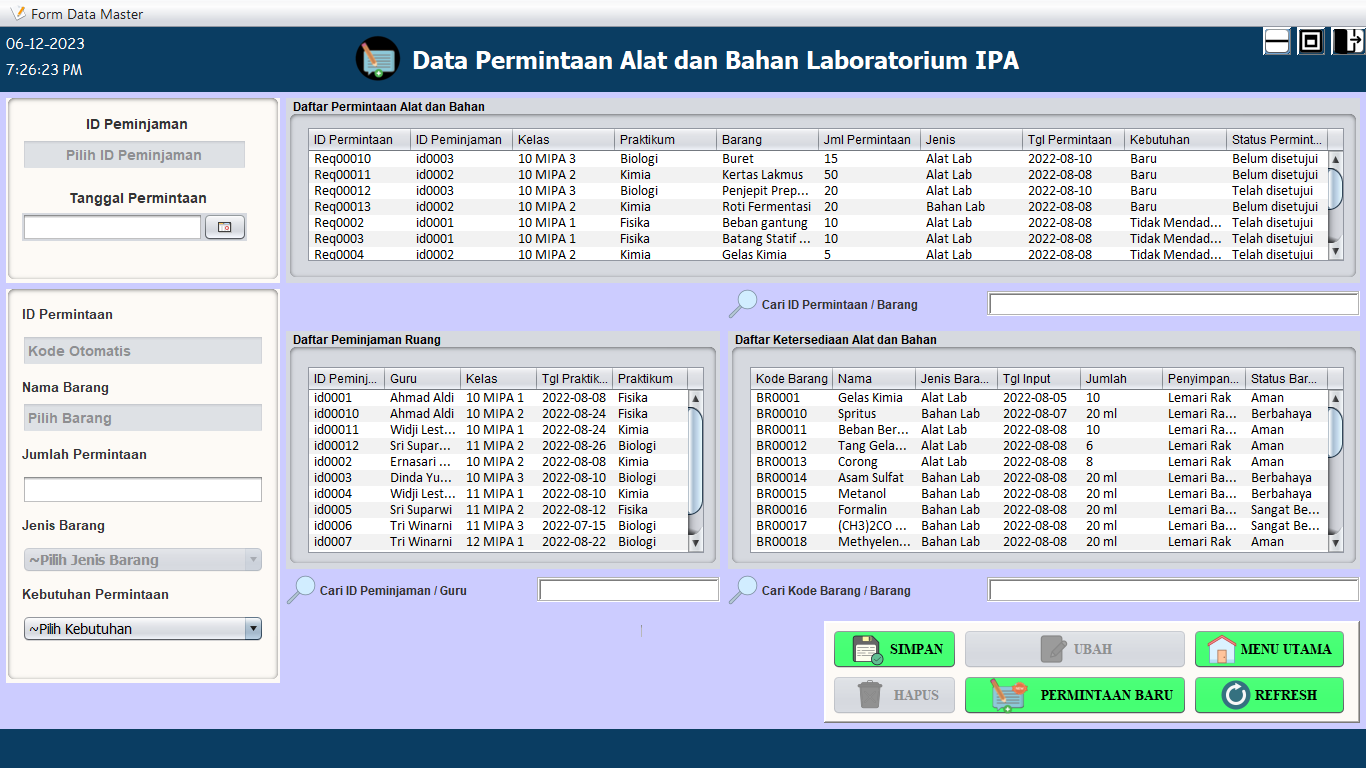 Form Data Master
06-12-2023
7:26:23 PM
Data Permintaan Alat dan Bahan Laboratorium IPA
ID Peminjaman
Pilih ID Peminjaman
Tanggal Permintaan
Daftar Permintaan Alat dan Bahan
ID Permintaan ID Peminjaman Kelas Praktikum Barang Jml Permintaan Jenis Tgl Permintaan Kebutuhan Status Permint...
Req00010 id0003 10 MIPA 3 Biologi Buret 15 Alat Lab 2022-08-10 Baru Belum disetujui
Req00011 id0002 10 MIPA 2 Kimia Kertas Lakmus 50 Alat Lab 2022-08-08 Baru Belum disetujui
Req00012 id0003 10 MIPA 3 Biologi Penjepit Prep... 20 Alat Lab 2022-08-10 Baru Telah disetujui
Req00013 id0002 10 MIPA 2 Kimia Roti Fermentasi 20 Bahan Lab 2022-08-08 Baru Belum disetujui
Req0002 id0001 10 MIPA 1 Fisika Beban gantung 10 Alat Lab 2022-08-08 Tidak Mendad... Telah disetujui
Req0003 id0001 10 MIPA 1 Fisika Batang Statif ... 10 Alat Lab 2022-08-08 Tidak Mendad... Telah disetujui
Req0004 id0002 10 MIPA 2 Kimia Gelas Kimia 5 Alat Lab 2022-08-08 Tidak Mendad... Telah disetujui
Cari ID Permintaan / Barang
ID Permintaan
Kode Otomatis
Nama Barang
Pilih Barang
Jumlah Permintaan
Jenis Barang
~Pilih Jenis Barang
Kebutuhan Permintaan
~Pilih Kebutuhan
Daftar Peminjaman Ruang
ID Peminj... Guru Kelas Tgl Praktik... Praktikum
id0001 Ahmad Aldi 10 MIPA 1 2022-08-08 Fisika
id00010 Ahmad Aldi 10 MIPA 2 2022-08-24 Fisika
id00011 Widji Lest... 10 MIPA 1 2022-08-24 Kimia
id00012 Sri Supar... 11 MIPA 2 2022-08-26 Biologi
id0002 Ernasari ... 10 MIPA 2 2022-08-08 Kimia
id0003 Dinda Yu... 10 MIPA 3 2022-08-10 Biologi
id0004 Widji Lest... 11 MIPA 1 2022-08-10 Kimia
id0005 Sri Suparwi 11 MIPA 2 2022-08-12 Fisika
id0006 Tri Winarni 11 MIPA 3 2022-07-15 Biologi
id0007 Tri Winarni 12 MIPA 1 2022-08-22 Biologi
Cari ID Peminjaman / Guru
Daftar Ketersediaan Alat dan Bahan
Kode Barang Nama Jenis Bara... Tgl Input Jumlah Penyimpan... Status Bar...
BR0001 Gelas Kimia Alat Lab 2022-08-05 10 Lemari Rak Aman
BR00010 Spritus Bahan Lab 2022-08-07 20 ml Lemari Ra... Berbahaya
BR00011 Beban Ber... Alat Lab 2022-08-08 10 Lemari Ra... Aman
BR00012 Tang Gela... Alat Lab 2022-08-08 6 Lemari Rak Aman
BR00013 Corong Alat Lab 2022-08-08 8 Lemari Rak Aman
BR00014 Asam Sulfat Bahan Lab 2022-08-08 20 ml Lemari Ba... Berbahaya
BR00015 Metanol Bahan Lab 2022-08-08 20 ml Lemari Ba... Berbahaya
BR00016 Formalin Bahan Lab 2022-08-08 20 ml Lemari Ba... Sangat Be...
BR00017 (CH3)2CO ... Bahan Lab 2022-08-08 20 ml Lemari Ba... Sangat Be...
BR00018 Methyelen... Bahan Lab 2022-08-08 20 ml Lemari Rak Aman
Cari Kode Barang / Barang
SIMPAN
UBAH
MENU UTAMA
HAPUS
PERMINTAAN BARU
REFRESH